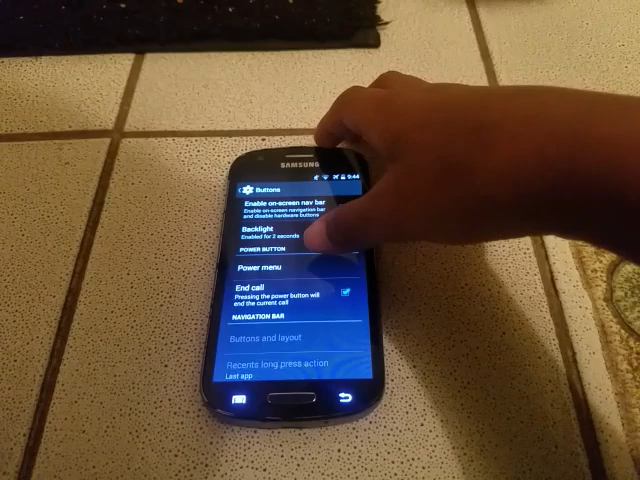 SAMSUNG
9:44
Buttons
Enable on-screen nav bar
Enable on-screen navigation bar
and disable hardware buttons
Backlight
Enabled for 2 seconds
POWER BUTTON
Power menu
End call
Pressing the power button will
end the current call
NAVIGATION BAR
Buttons and layout
Recents long press action
Last app